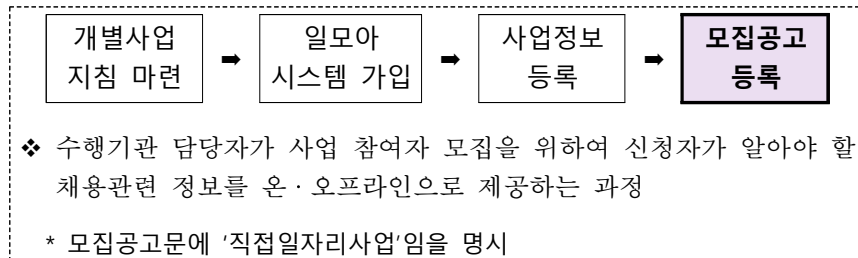 개별사업 ➡ 일모아 ➡ 사업정보 ➡ 모집공고
지침 마련 시스템 가입 등록 등록
❖ 수행기관 담당자가 사업 참여자 모집을 위하여 신청자가 알아야 할
채용관련 정보를 온·오프라인으로 제공하는 과정
* 모집공고문에 '직접일자리사업'임을 명시